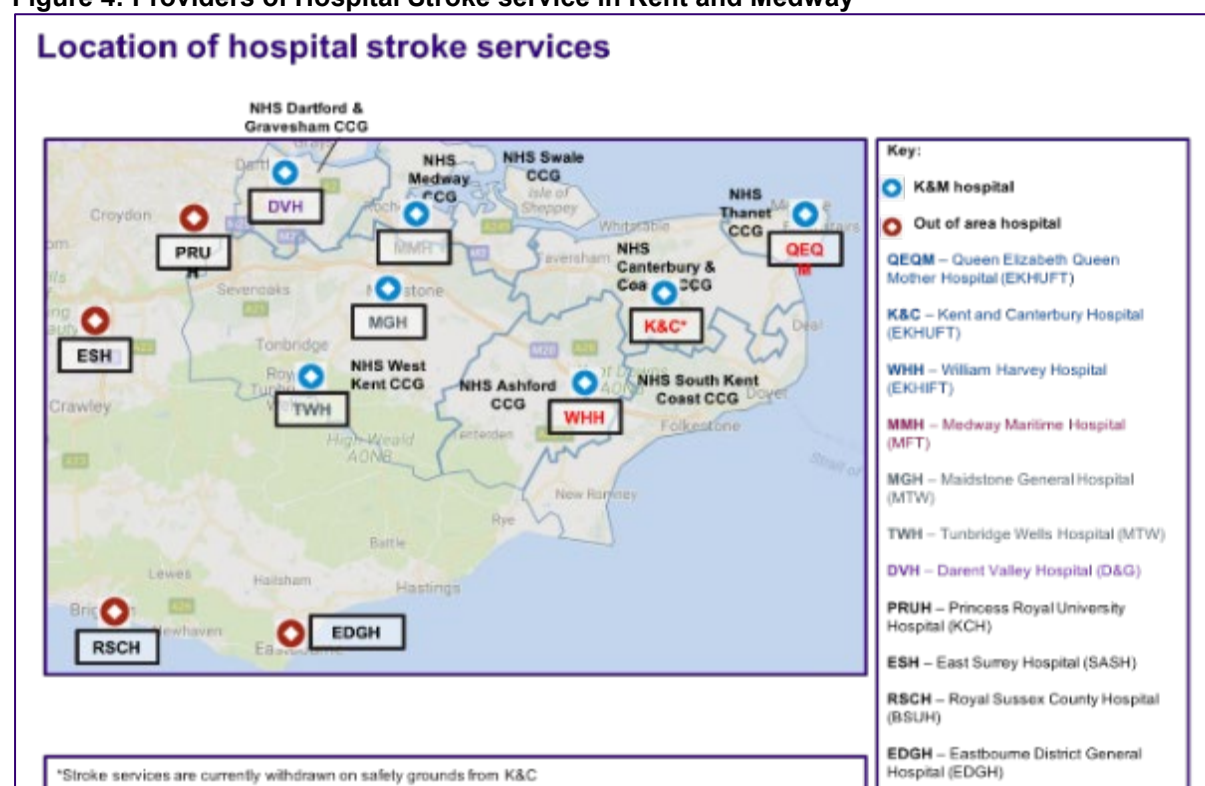 Figure 4: Providers of Hospital Stroke service in Kent and Medway
Location of hospital stroke services
NHS Dartford &
Gravesham CCG
NHS
Medway
CCG
NHS Swale
CCG
Isle of
Sheppey
NHS
Thanet
CCG
DVH
Croydon
PRU
H
MMH
Whitstable
QEQ
M
Faversham
NHS
Canterbury &
Coa CCG
Sevenoaks
stone
MGH
K&C*
Deal
ESH
Tonbridge
M20
NHS West
Kent CCG
TWH
NHS Ashford
CCG
WHH
NHS South Kent
Coast CCG
Dover
Crawley
Folkestone
High Weald
AONB
Tenterden
New Romney
Rye
Battle
Lewes
Hailsham
Hastings
RSCH
EDGH
Key:
K&M hospital
Out of area hospital
QEQM – Queen Elizabeth Queen
Mother Hospital (EKHUFT)
K&C – Kent and Canterbury Hospital
(EKHUFT)
WHH – William Harvey Hospital
(EKHIFT)
MMH – Medway Maritime Hospital
(MFT)
MGH – Maidstone General Hospital
(MTW)
TWH – Tunbridge Wells Hospital (MTW)
DVH – Darent Valley Hospital (D&G)
PRUH – Princess Royal University
Hospital (KCH)
ESH – East Surrey Hospital (SASH)
RSCH – Royal Sussex County Hospital
(BSUH)
EDGH – Eastbourne District General
Hospital (EDGH)
*Stroke services are currently withdrawn on safety grounds from K&C